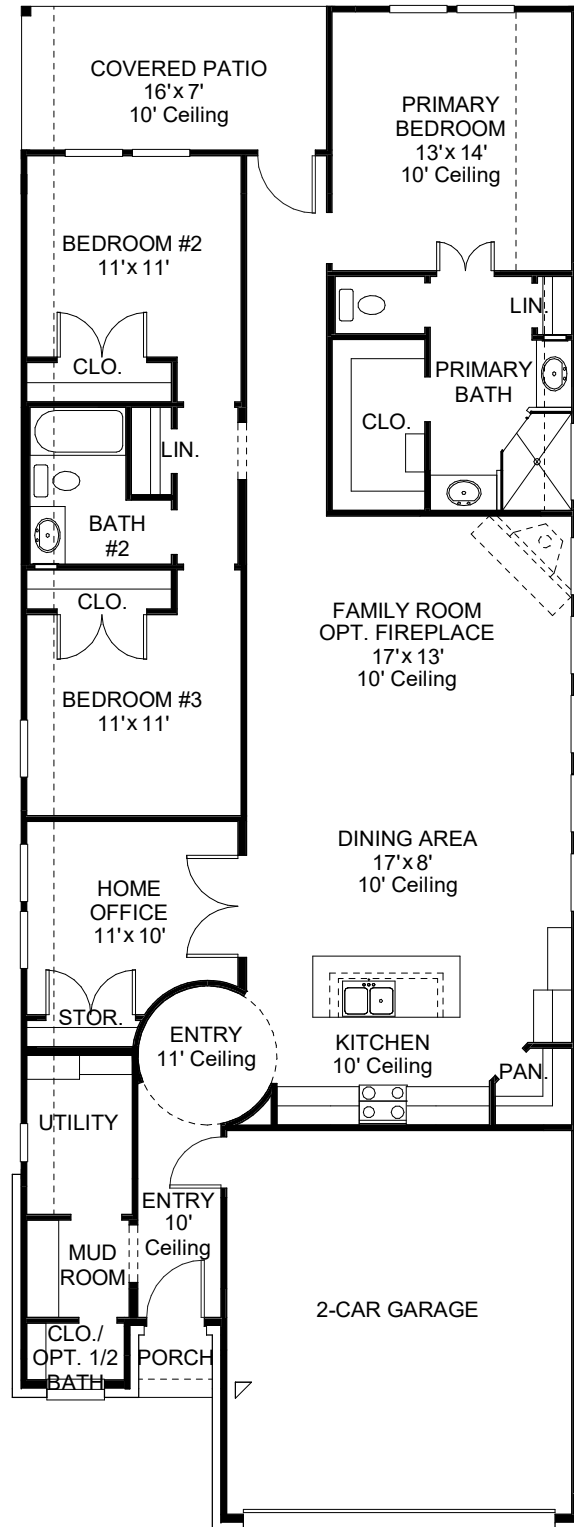 COVERED PATIO
16'x 7'
10' Ceiling
PRIMARY
BEDROOM
13'x 14'
10' Ceiling
BEDROOM #2
11'x 11'
CLO.
LIN.
PRIMARY
BATH
CLO.
LIN.
BATH
#2
CLO.
BEDROOM #3
11'x 11'
FAMILY ROOM
OPT. FIREPLACE
17'x 13'
10' Ceiling
DINING AREA
17'x 8'
10' Ceiling
HOME
OFFICE
11'x 10'
STOR.
ENTRY
11' Ceiling
KITCHEN
10' Ceiling
PAN.
UTILITY
ENTRY
10'
Ceiling
MUD
ROOM
2-CAR GARAGE
CLO./
OPT. 1/2
BATH
PORCH